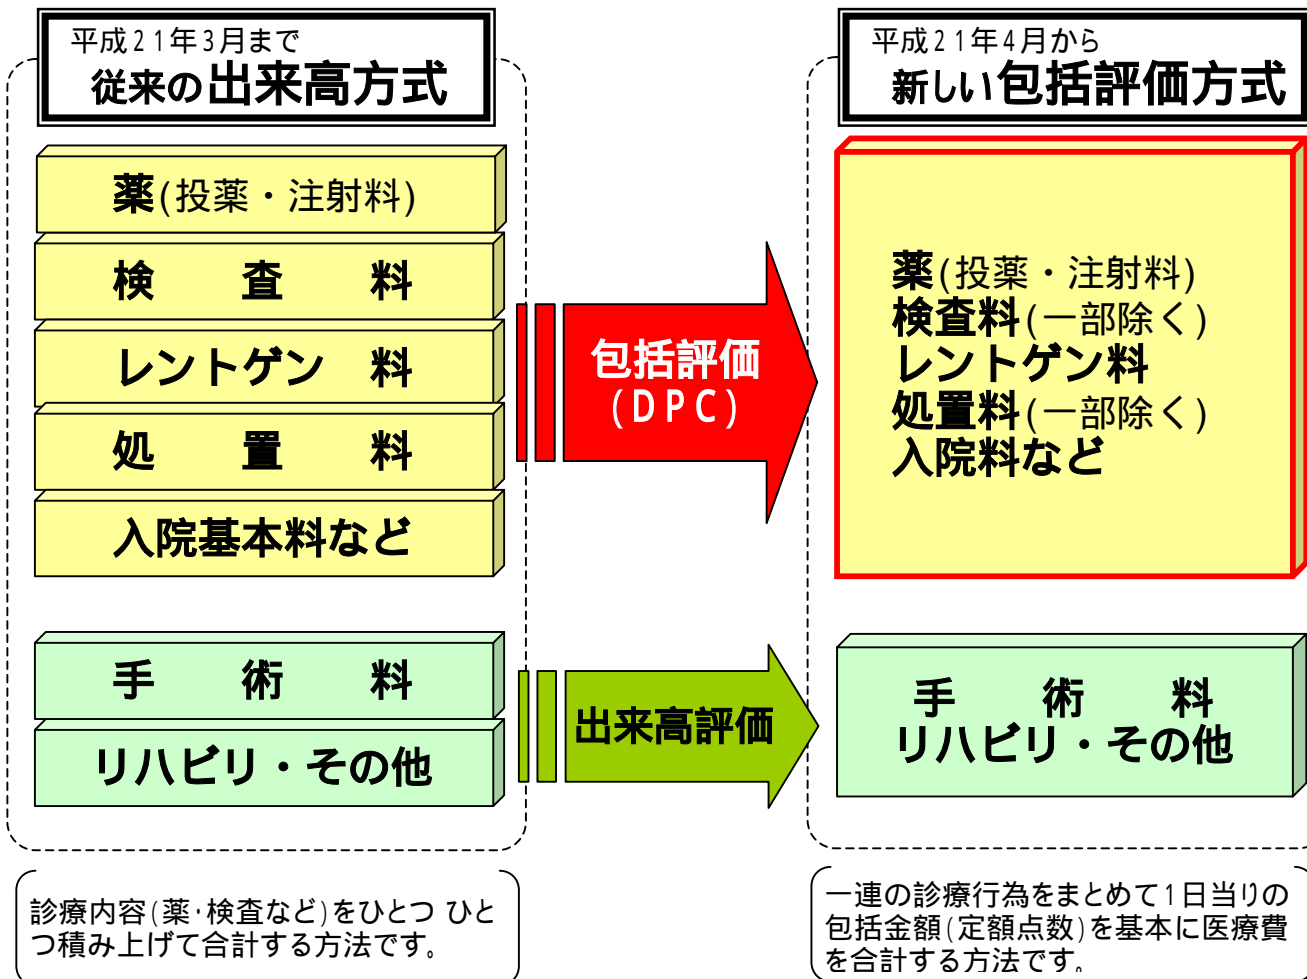 平成21年3月まで
従来の出来高方式
薬(投薬・注射料)
検　査　料
レントゲン　料
処　置　料
入院基本料など
手　術　料
リハビリ・その他
診療内容(薬・検査など)をひとつ ひと
つ積み上げて合計する方法です。
包括評価
(DPC)
出来高評価
平成21年4月から
新しい包括評価方式
薬(投薬・注射料)
検査料(一部除く)
レントゲン料
処置料(一部除く)
入院料など
手　術　料
リハビリ・その他
一連の診療行為をまとめて1日当りの
包括金額(定額点数)を基本に医療費
を合計する方法です。